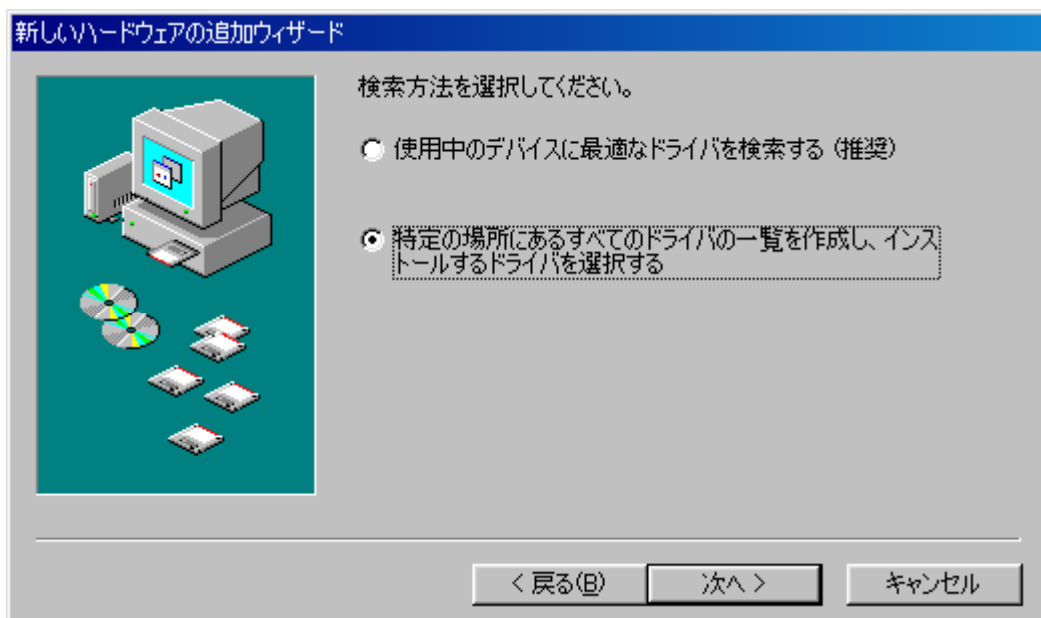 新しいハードウェアの追加ウィザード
検索方法を選択してください。
使用中のデバイスに最適なドライバを検索する (推奨)
特定の場所にあるすべてのドライバの一覧を作成し、インス
トールするドライバを選択する
< 戻る(B)
次へ >
キャンセル